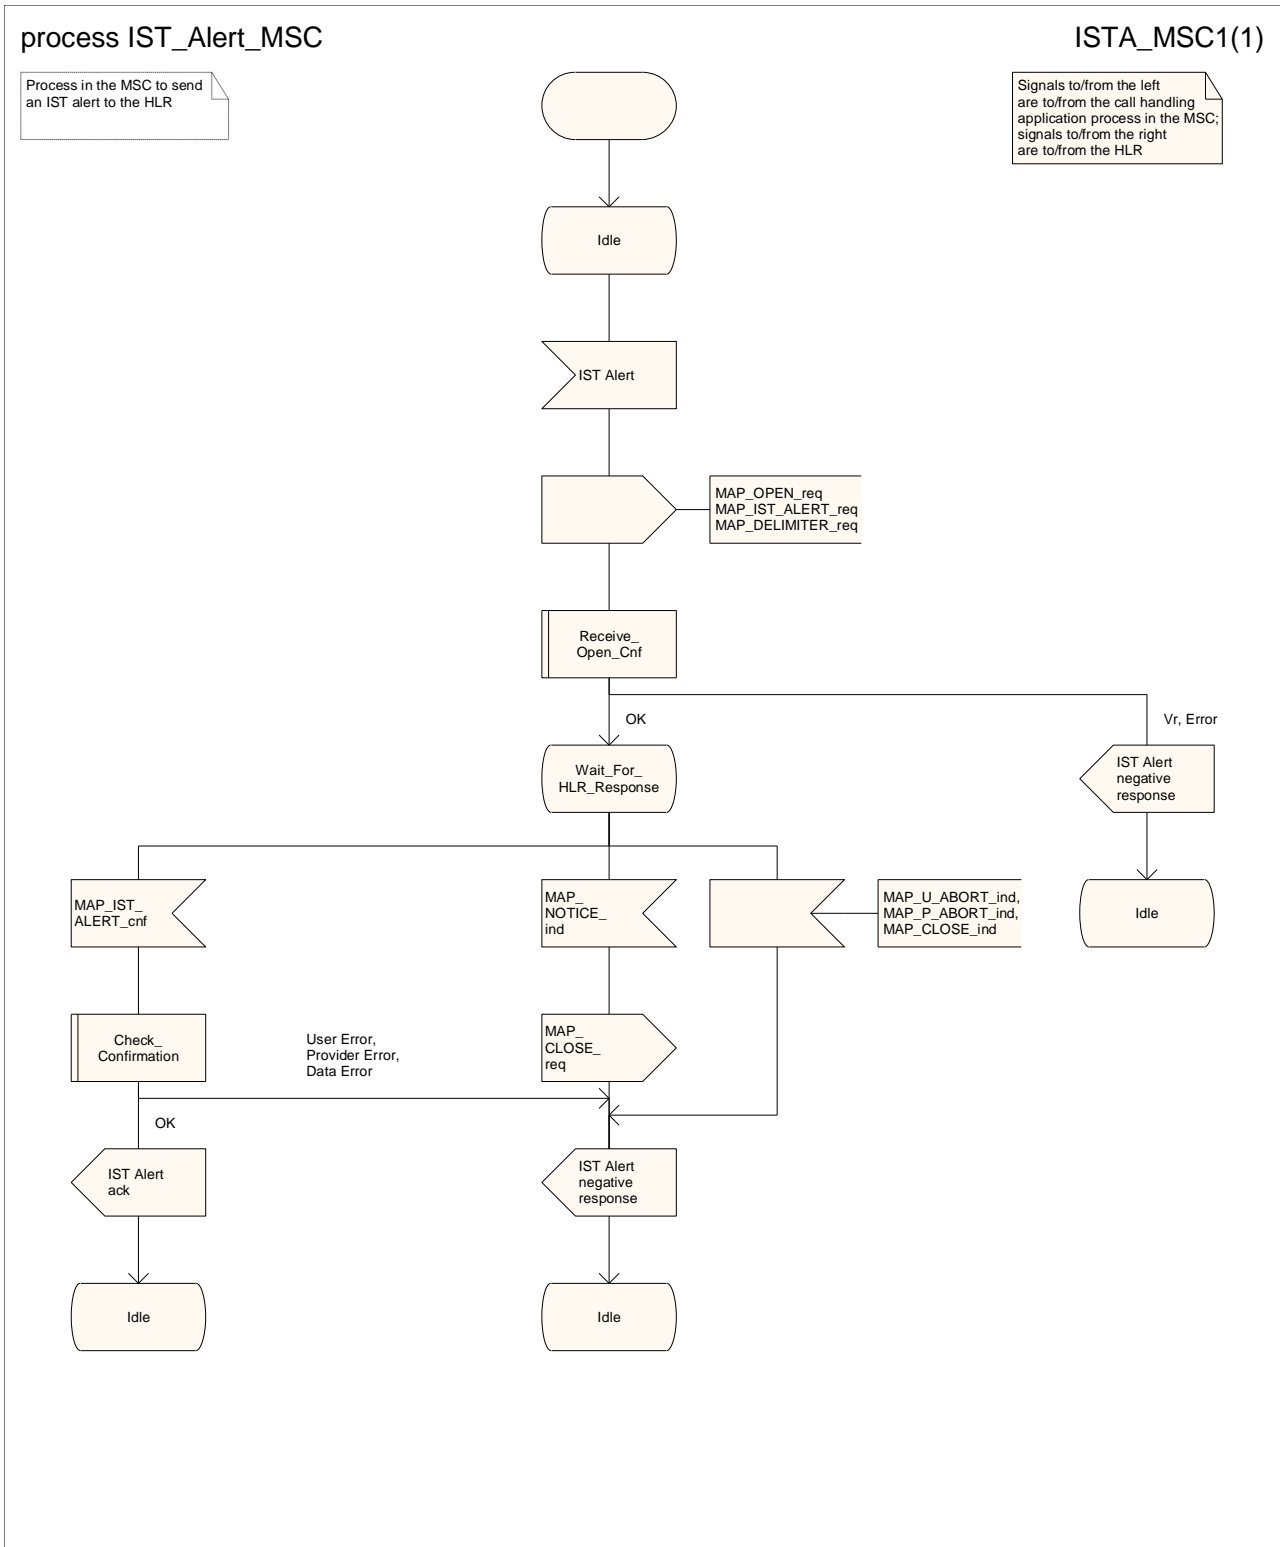 process IST_Alert_MSC
ISTA_MSC1(1)
Process in the MSC to send
an IST alert to the HLR
Signals to/from the left
are to/from the call handling
application process in the MSC;
signals to/from the right
are to/from the HLR
Idle
IST Alert
MAP_OPEN_req
MAP_IST_ALERT_req
MAP_DELIMITER_req
Receive_
Open_Cnf
OK
Vr, Error
Wait_For_
HLR_Response
IST Alert
negative
response
MAP_IST_
ALERT_cnf
MAP_
NOTICE_
ind
MAP_U_ABORT_ind,
MAP_P_ABORT_ind,
MAP_CLOSE_ind
Idle
Check_
Confirmation
User Error,
Provider Error,
Data Error
MAP_
CLOSE_
req
OK
IST Alert
ack
IST Alert
negative
response
Idle
Idle